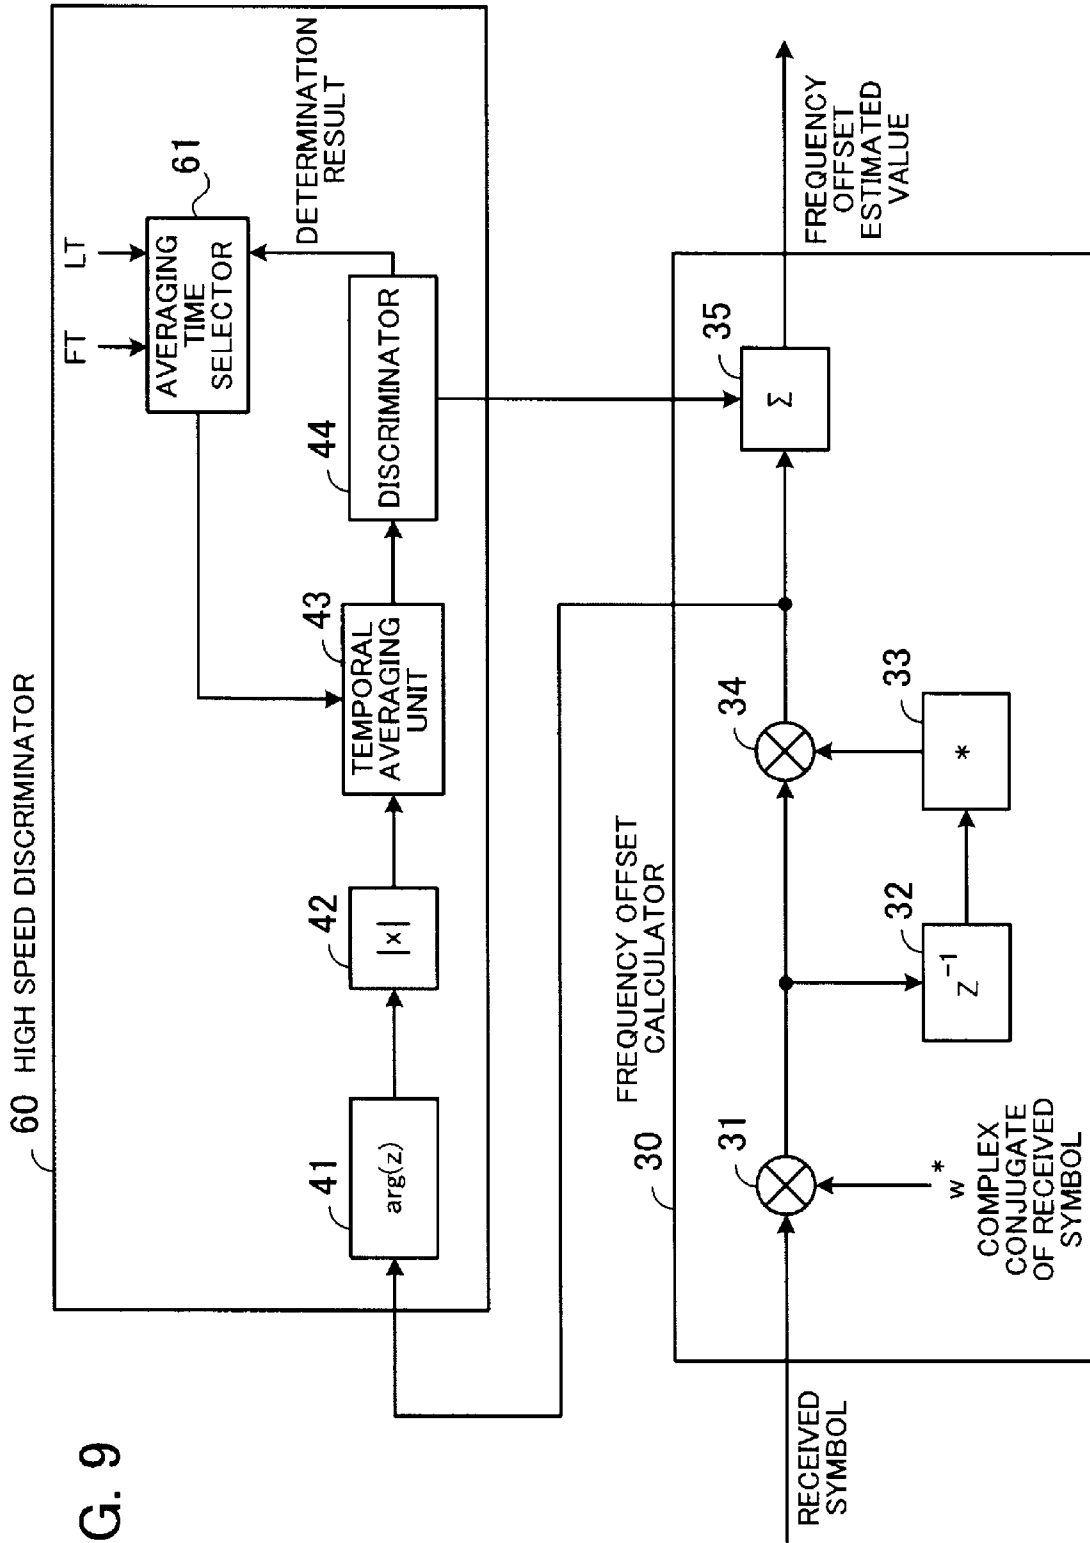 G. 9
60 HIGH SPEED DISCRIMINATOR
FT
LT
61
AVERAGING
TIME
SELECTOR
DETERMINATION
RESULT
41
arg(z)
42
|x|
43
TEMPORAL
AVERAGING
UNIT
44
DISCRIMINATOR
30
FREQUENCY OFFSET
CALCULATOR
RECEIVED
SYMBOL
31
w*
COMPLEX
CONJUGATE
OF RECEIVED
SYMBOL
32
Z⁻¹
33
*
34
35
Σ
FREQUENCY
OFFSET
ESTIMATED
VALUE